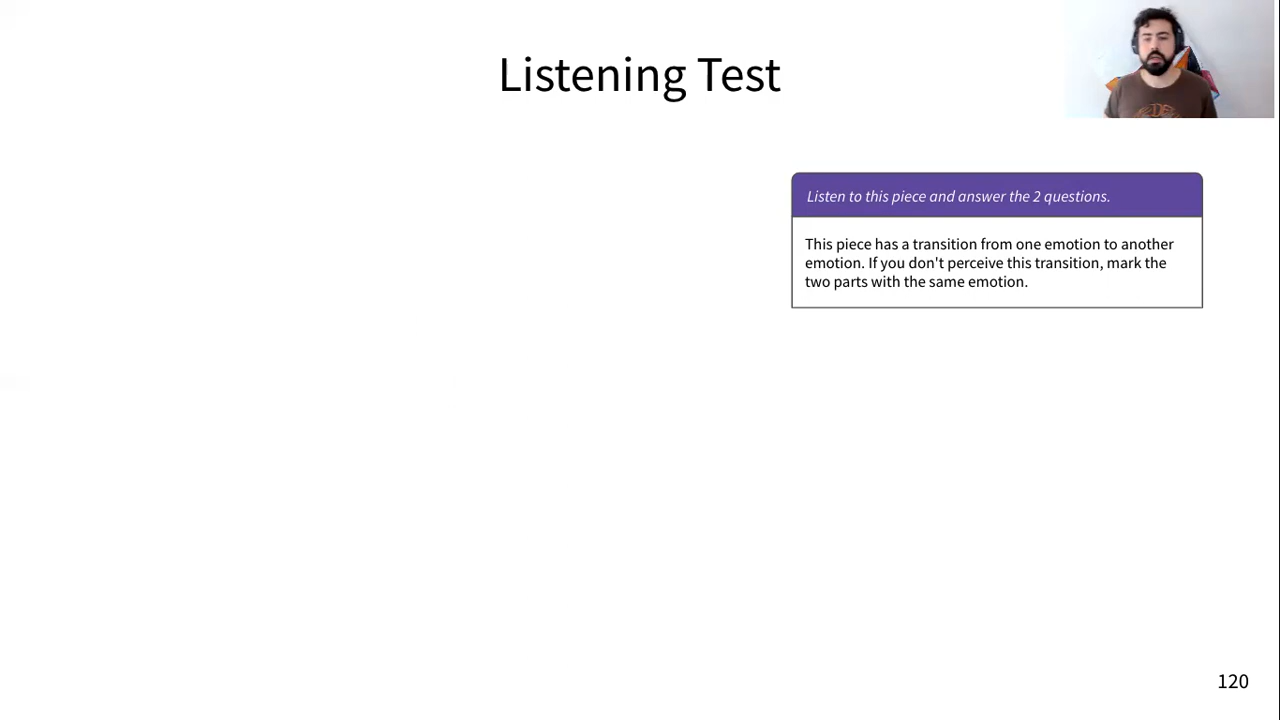 Listening Test
Listen to this piece and answer the 2 questions.
This piece has a transition from one emotion to another
emotion. If you don't perceive this transition, mark the
two parts with the same emotion.
120